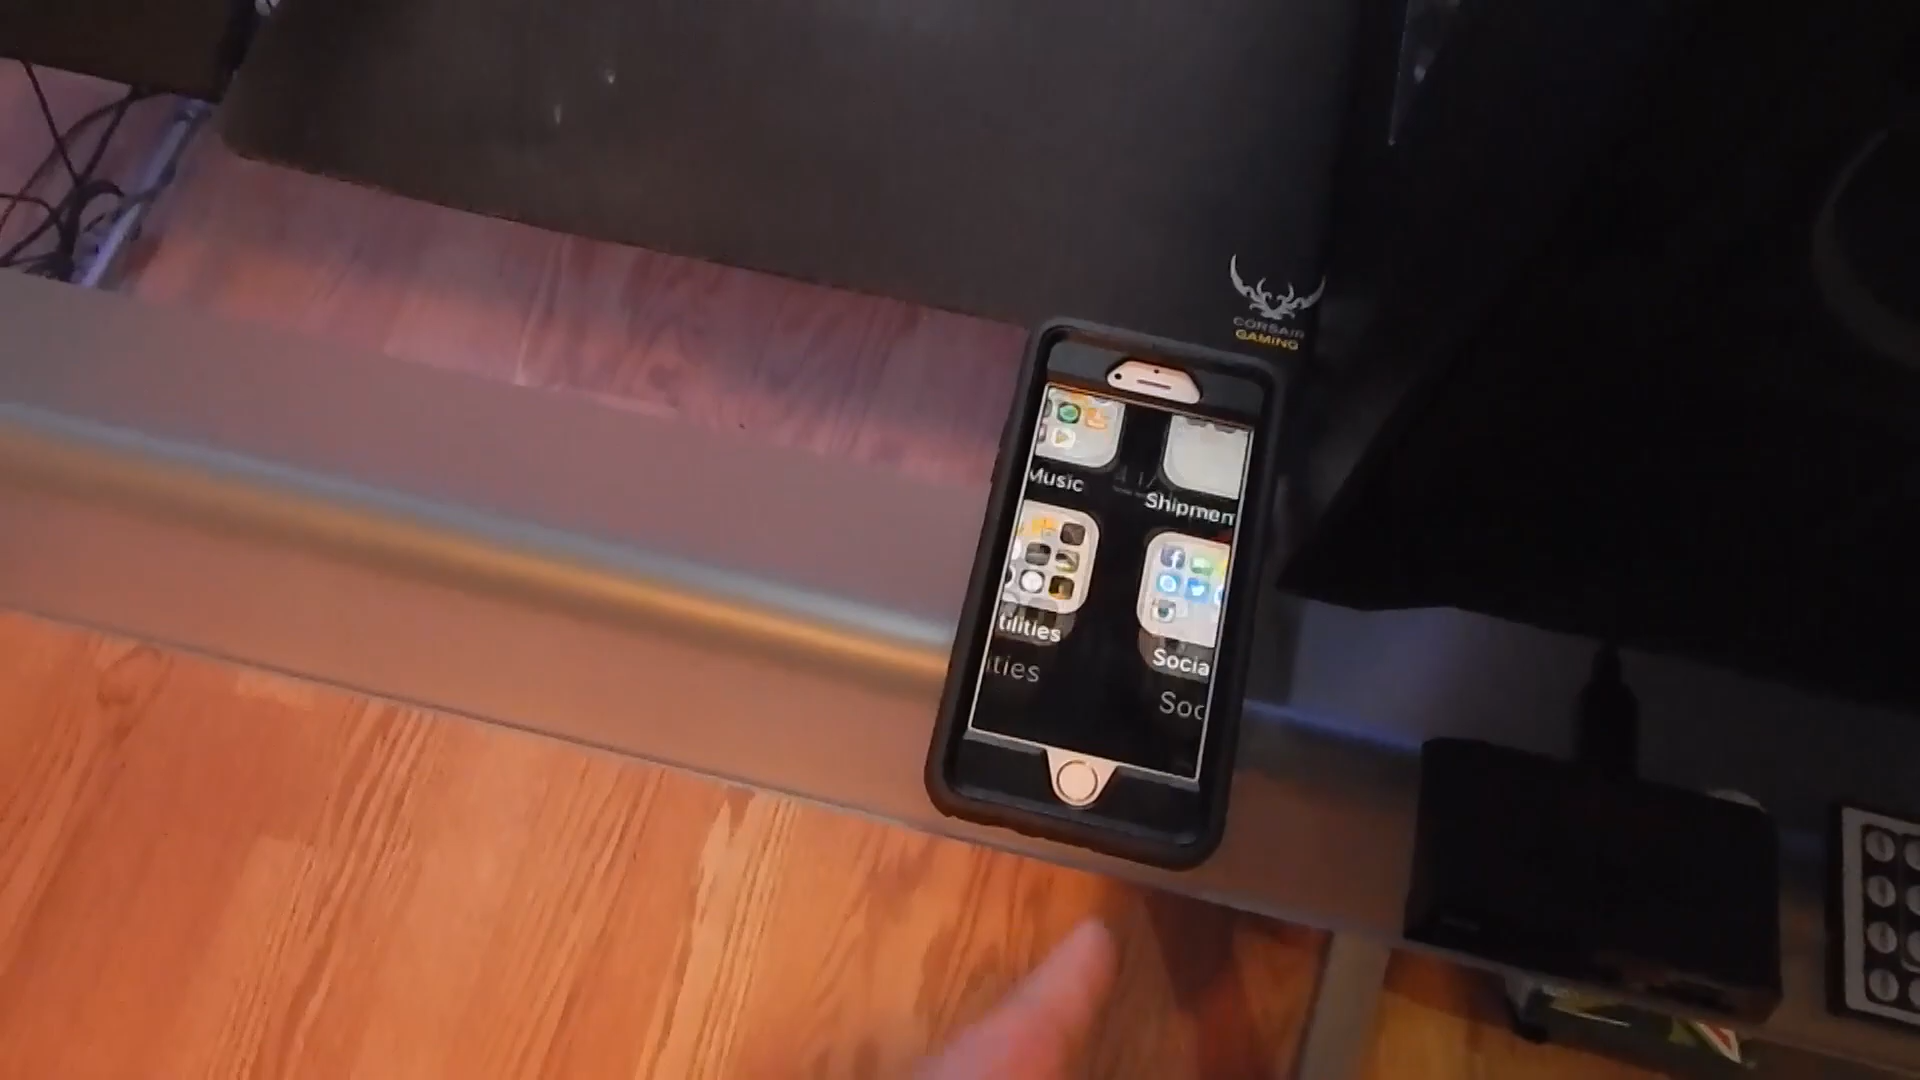 CORSAIR
GAMING
Music
Shipmen
tilities
Socia
ities
Soc